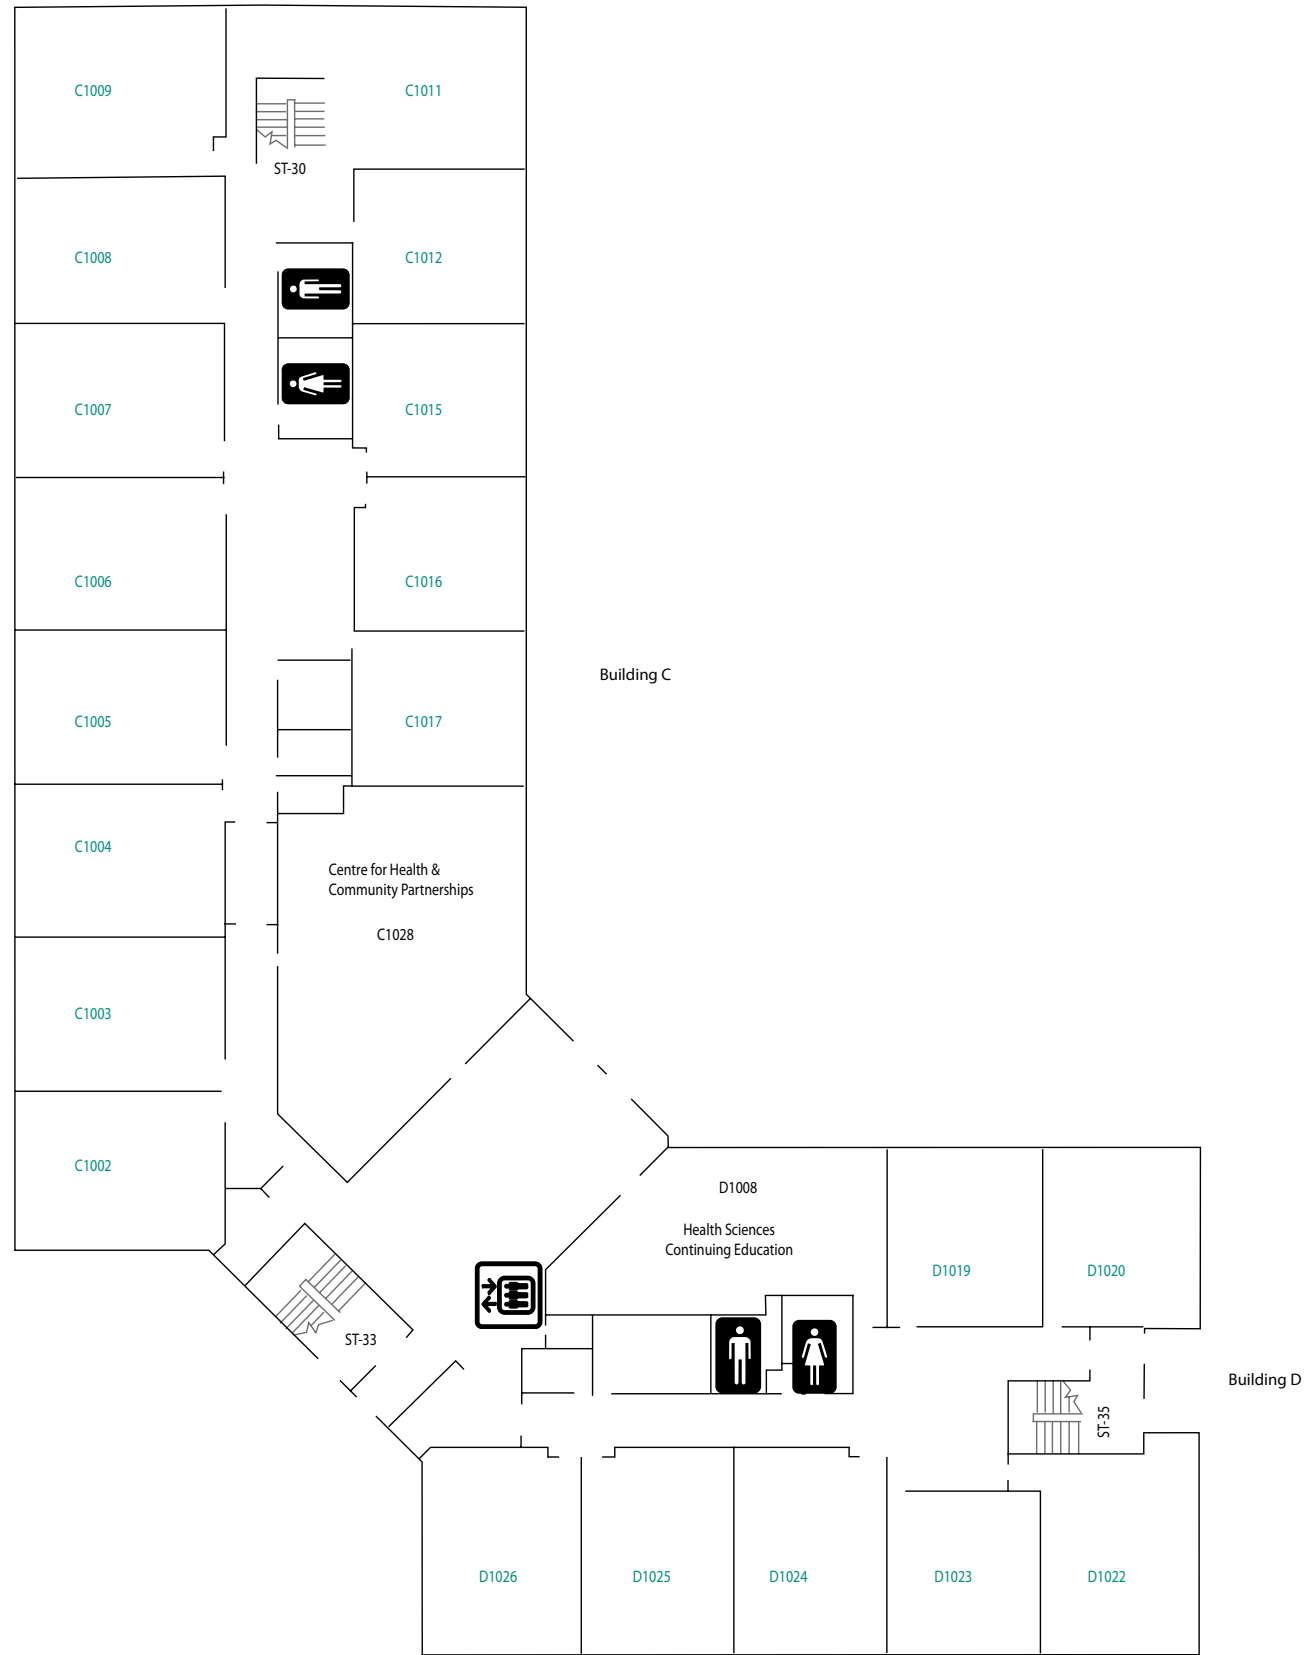 C1009
C1011
ST-30
C1008
C1012
C1007
C1015
C1006
C1016
Building C
C1005
C1017
C1004
Centre for Health &
Community Partnerships
C1028
C1003
C1002
D1008
Health Sciences
Continuing Education
D1019
D1020
ST-33
Building D
ST-35
D1026
D1025
D1024
D1023
D1022